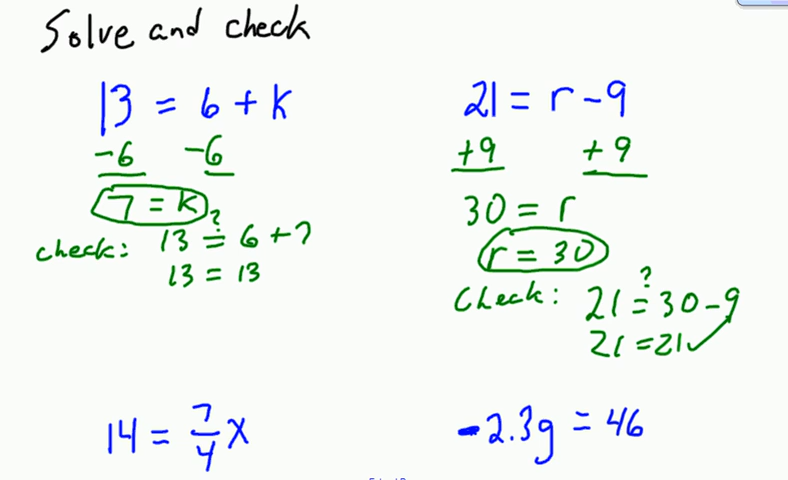 Solve and check
13 = 6 + k
-6 -6
7 = k
check: 13 ≟ 6 + 7
13 = 13
21 = r - 9
+9 +9
30 = r
r = 30
Check: 21 ≟ 30 - 9
21 = 21 ✓
14 = 7/4 x
-2.3g = 46